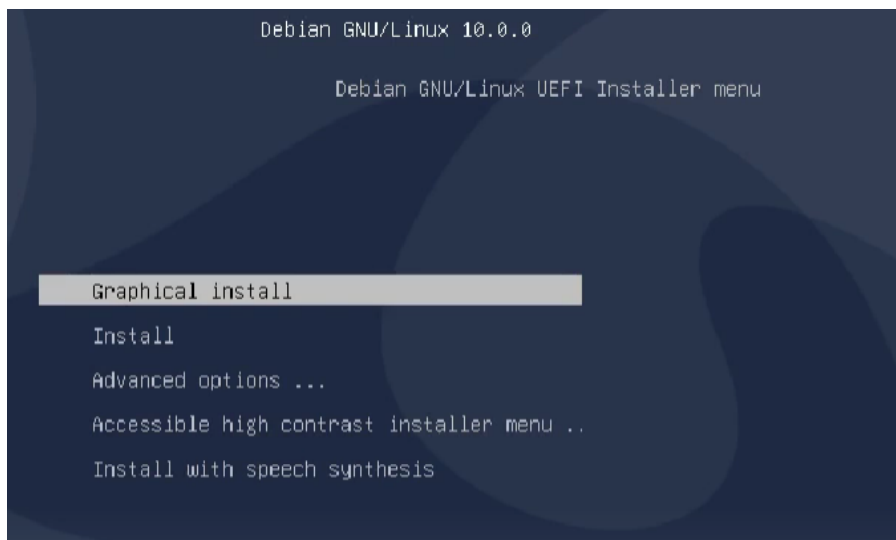 Debian GNU/Linux 10.0.0
Debian GNU/Linux UEFI Installer menu
Graphical install
Install
Advanced options ...
Accessible high contrast installer menu ..
Install with speech synthesis